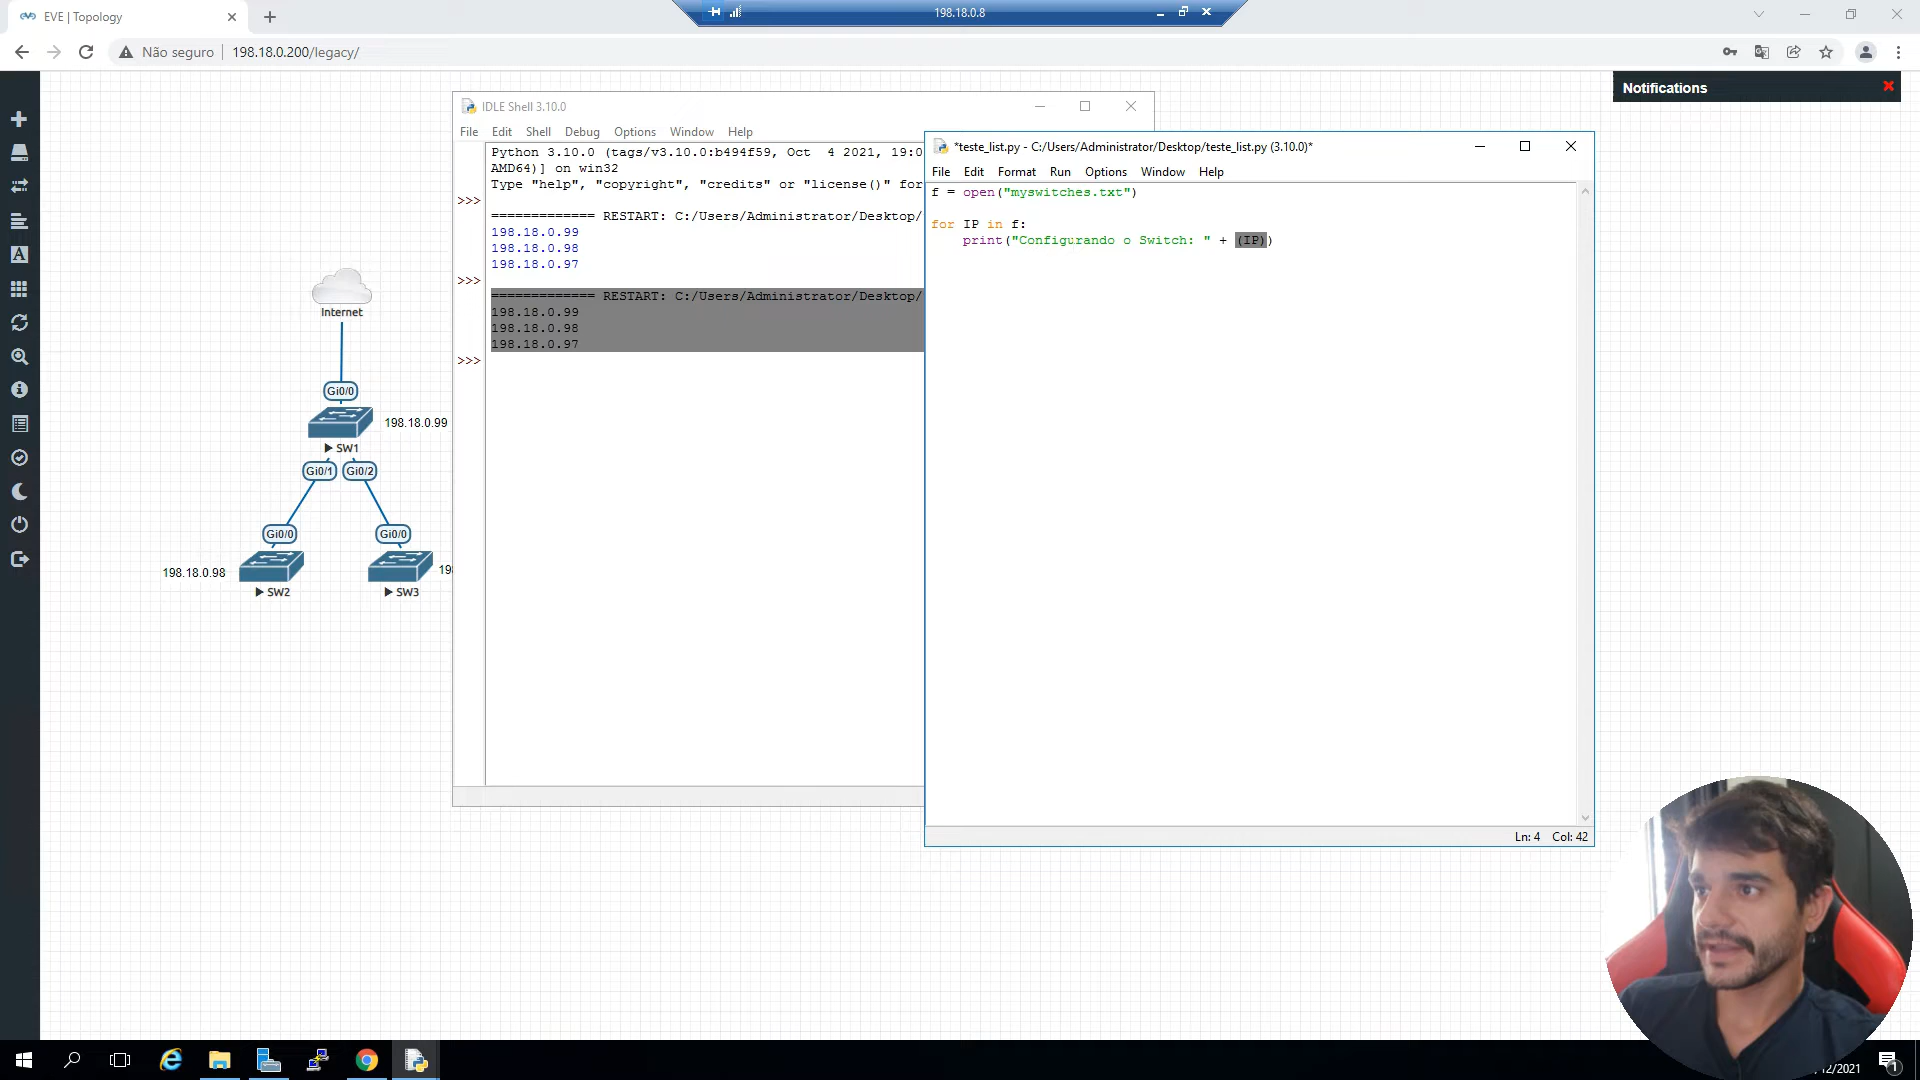 EVE | Topology
198.18.0.8
Não seguro
198.18.0.200/legacy/
Notifications
IDLE Shell 3.10.0
File Edit Shell Debug Options Window Help
Python 3.10.0 (tags/v3.10.0:b494f59, Oct  4 2021, 19:0
AMD64)] on win32
Type "help", "copyright", "credits" or "license()" for
>>>
============= RESTART: C:/Users/Administrator/Desktop/
198.18.0.99
198.18.0.98
198.18.0.97
>>>
============= RESTART: C:/Users/Administrator/Desktop/
198.18.0.99
198.18.0.98
198.18.0.97
>>>
*teste_list.py - C:/Users/Administrator/Desktop/teste_list.py (3.10.0)*
File Edit Format Run Options Window Help
f = open("myswitches.txt")
for IP in f:
    print("Configurando o Switch: " + (IP))
Ln: 4 Col: 42
Internet
Gi0/0
198.18.0.99
SW1
Gi0/1 Gi0/2
Gi0/0 Gi0/0
198.18.0.98
19
SW2 SW3
12/2021
1